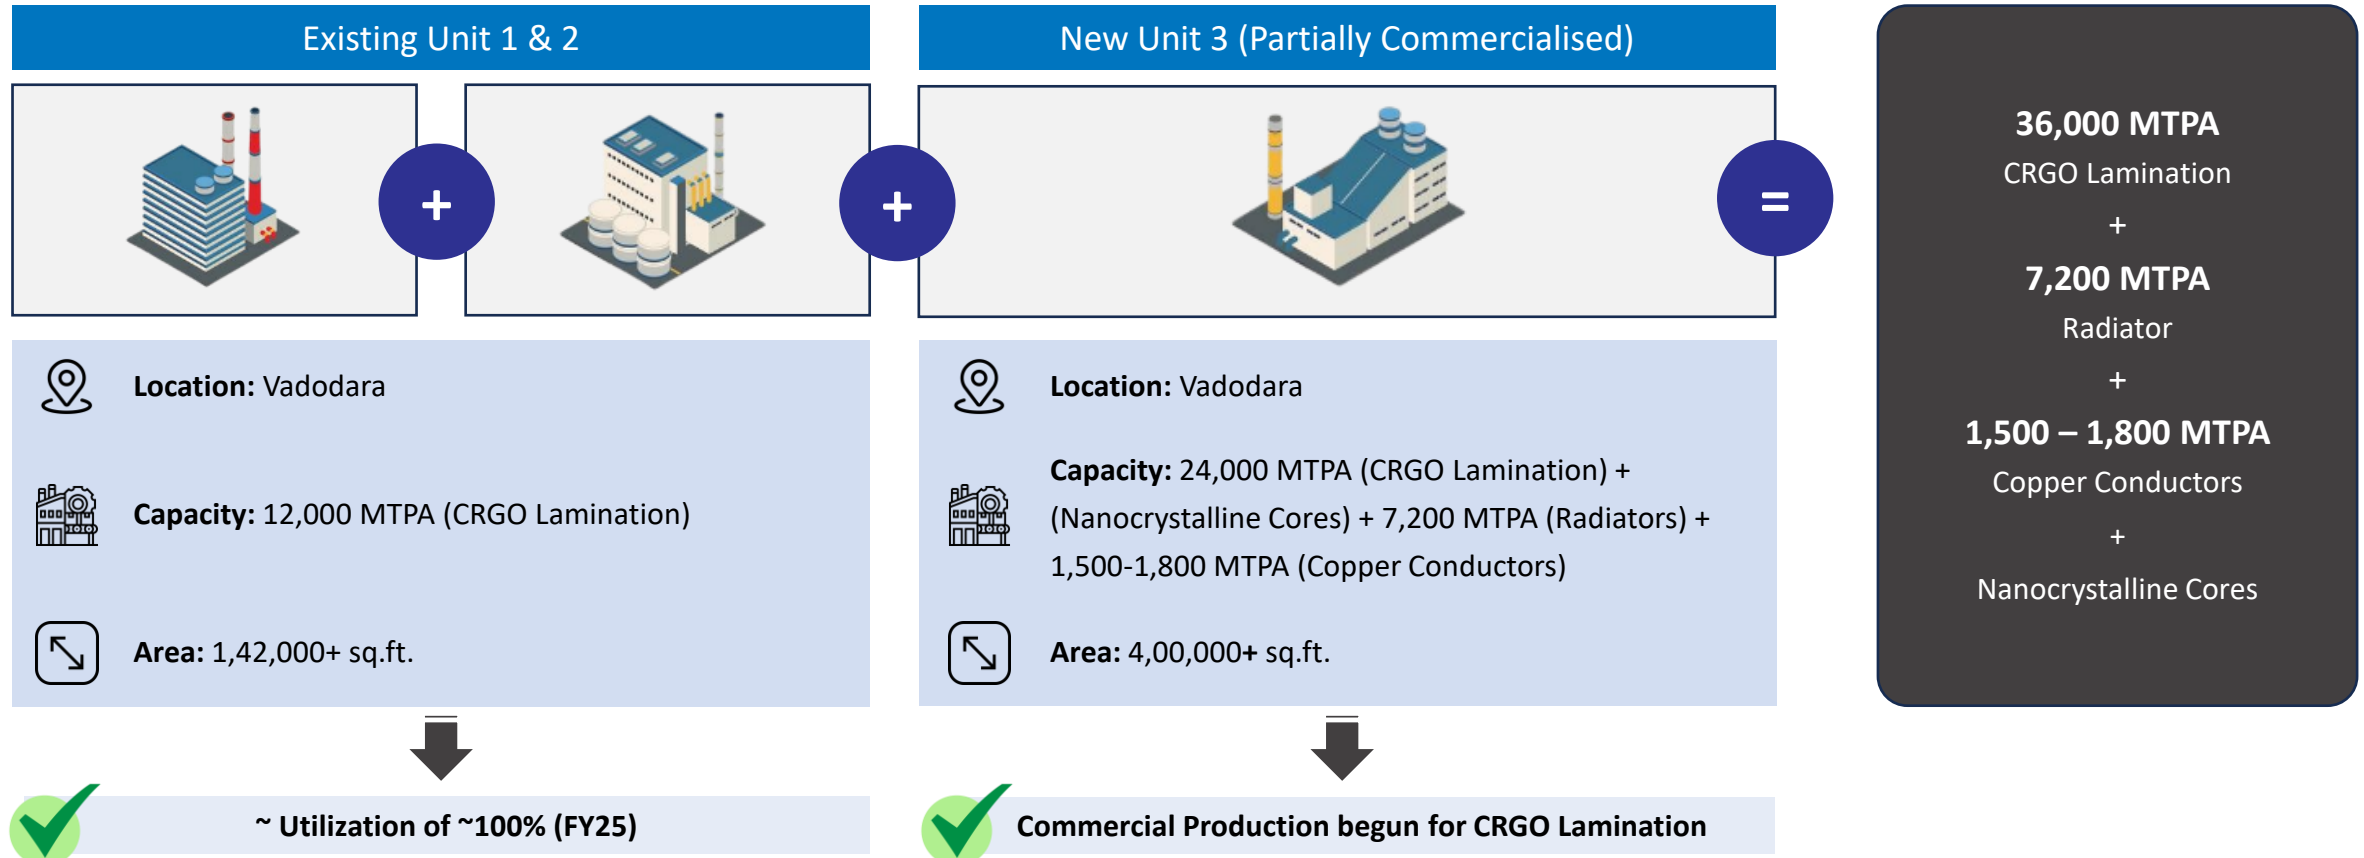 Existing Unit 1 & 2
+
Location: Vadodara
Capacity: 12,000 MTPA (CRGO Lamination)
Area: 1,42,000+ sq.ft.
~ Utilization of ~100% (FY25)
+
New Unit 3 (Partially Commercialised)
Location: Vadodara
Capacity: 24,000 MTPA (CRGO Lamination) +
(Nanocrystalline Cores) + 7,200 MTPA (Radiators) +
1,500-1,800 MTPA (Copper Conductors)
Area: 4,00,000+ sq.ft.
Commercial Production begun for CRGO Lamination
=
36,000 MTPA
CRGO Lamination
+
7,200 MTPA
Radiator
+
1,500 – 1,800 MTPA
Copper Conductors
+
Nanocrystalline Cores